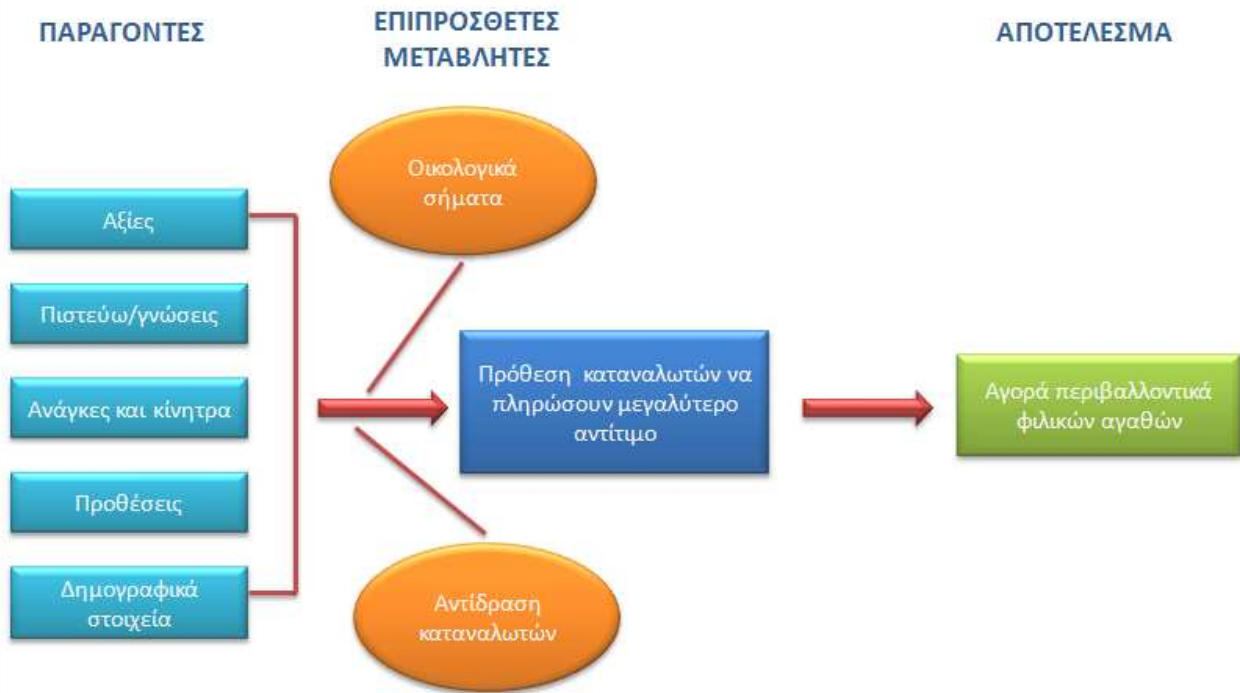 ΠΑΡΑΓΟΝΤΕΣ
ΕΠΙΠΡΟΣΘΕΤΕΣ
ΜΕΤΑΒΛΗΤΕΣ
ΑΠΟΤΕΛΕΣΜΑ
Αξίες
Πιστεύω/γνώσεις
Ανάγκες και κίνητρα
Προθέσεις
Δημογραφικά
στοιχεία
Οικολογικά
σήματα
Πρόθεση καταναλωτών να
πληρώσουν μεγαλύτερο
αντίτιμο
Αντίδραση
καταναλωτών
Αγορά περιβαλλοντικά
φιλικών αγαθών